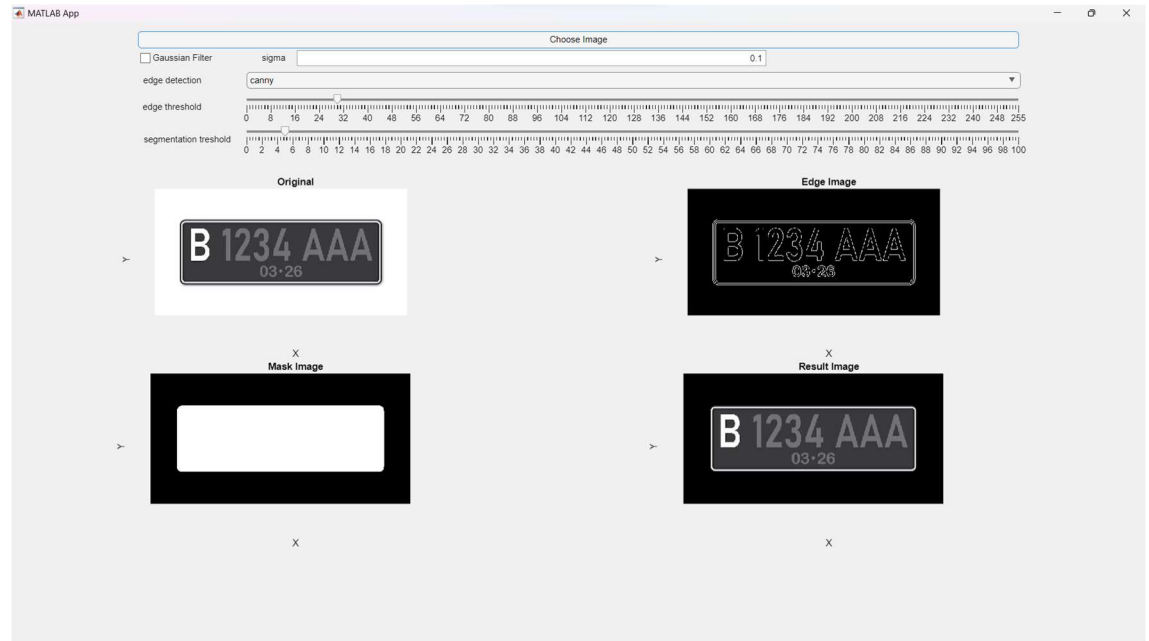 MATLAB App
Choose Image
Gaussian Filter sigma 0.1
edge detection canny
edge threshold
0 8 16 24 32 40 48 56 64 72 80 88 96 104 112 120 128 136 144 152 160 168 176 184 192 200 208 216 224 232 240 248 255
segmentation treshold
0 2 4 6 8 10 12 14 16 18 20 22 24 26 28 30 32 34 36 38 40 42 44 46 48 50 52 54 56 58 60 62 64 66 68 70 72 74 76 78 80 82 84 86 88 90 92 94 96 98 100
Original
Y
B 1234 AAA
03•26
X
Edge Image
Y
B 1234 AAA
03•26
X
Mask Image
Y
X
Result Image
Y
B 1234 AAA
03•26
X